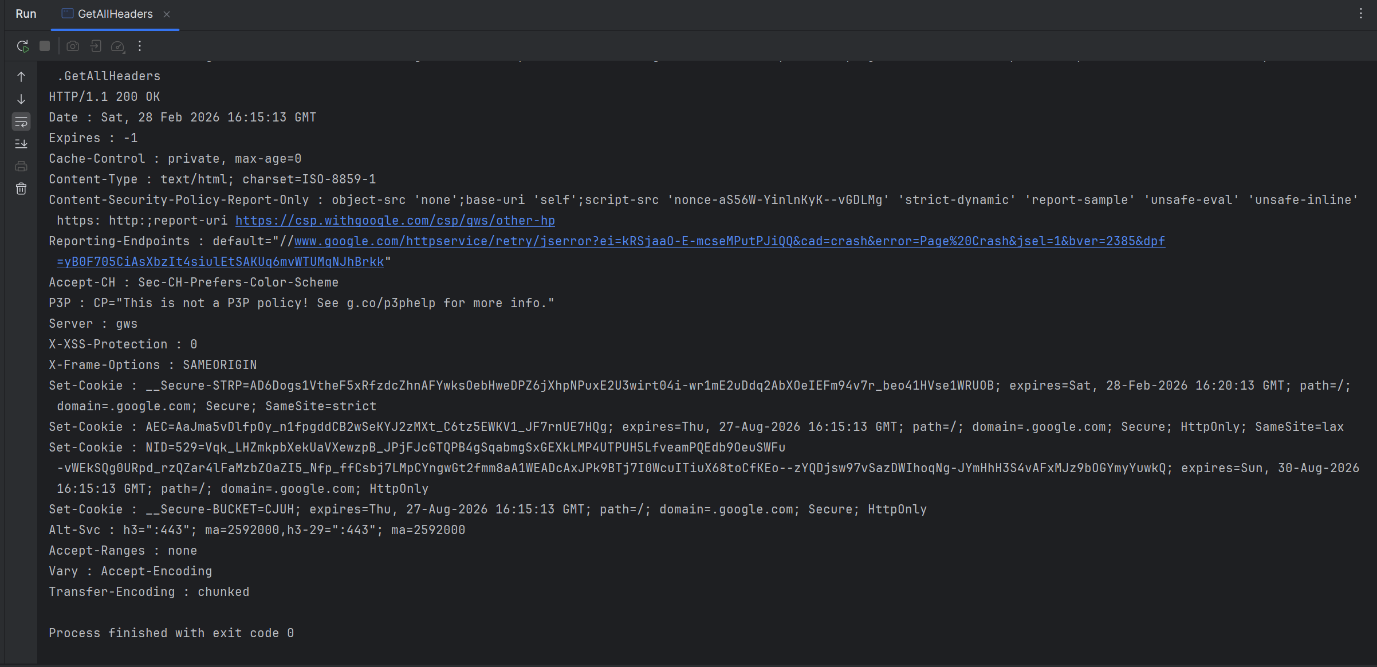 Run
GetAllHeaders
.GetAllHeaders
HTTP/1.1 200 OK
Date : Sat, 28 Feb 2026 16:15:13 GMT
Expires : -1
Cache-Control : private, max-age=0
Content-Type : text/html; charset=ISO-8859-1
Content-Security-Policy-Report-Only : object-src 'none';base-uri 'self';script-src 'nonce-aS56W-YinlnKyK--vGDLMg' 'strict-dynamic' 'report-sample' 'unsafe-eval' 'unsafe-inline'
https: http:;report-uri https://csp.withgoogle.com/csp/gws/other-hp
Reporting-Endpoints : default="//www.google.com/httpservice/retry/jserror?ei=kRSjaaO-E-mcseMPutPJiQQ&cad=crash&error=Page%20Crash&jsel=1&bver=2385&dpf
=yB0F705CiAsXbzIt4siulEtSAKUq6mvWTUMqNJhBrkk"
Accept-CH : Sec-CH-Prefers-Color-Scheme
P3P : CP="This is not a P3P policy! See g.co/p3phelp for more info."
Server : gws
X-XSS-Protection : 0
X-Frame-Options : SAMEORIGIN
Set-Cookie : __Secure-STRP=AD6Dogs1VtheF5xRfzdcZhnAFYwksOebHweDPZ6jXhpNPuxE2U3wirt04i-wr1mE2uDdq2AbXOeIEFm94v7r_beo41HVse1WRUOB; expires=Sat, 28-Feb-2026 16:20:13 GMT; path=/;
domain=.google.com; Secure; SameSite=strict
Set-Cookie : AEC=AaJma5vDlfpOy_n1fpgddCB2wSeKYJ2zMXt_C6tz5EWKV1_JF7rnUE7HQg; expires=Thu, 27-Aug-2026 16:15:13 GMT; path=/; domain=.google.com; Secure; HttpOnly; SameSite=lax
Set-Cookie : NID=529=Vqk_LHZmkpbXekUaVXewzpB_JPjFJcGTQPB4gSqabmgSxGEXkLMP4UTPUH5LfveamPQEdb9OeuSWFu
-vWEkSQg0URpd_rzQZar4lFaMzbZOaZI5_Nfp_ffCsbj7LMpCYngwGt2fmm8aA1WEADcAxJPk9BTj7I0WcuITiuX68toCfKEo--zYQDjsw97vSazDWIhoqNg-JYmHhH3S4vAFxMJz9bOGYmyYuwkQ; expires=Sun, 30-Aug-2026
16:15:13 GMT; path=/; domain=.google.com; HttpOnly
Set-Cookie : __Secure-BUCKET=CJUH; expires=Thu, 27-Aug-2026 16:15:13 GMT; path=/; domain=.google.com; Secure; HttpOnly
Alt-Svc : h3=":443"; ma=2592000,h3-29=":443"; ma=2592000
Accept-Ranges : none
Vary : Accept-Encoding
Transfer-Encoding : chunked
Process finished with exit code 0